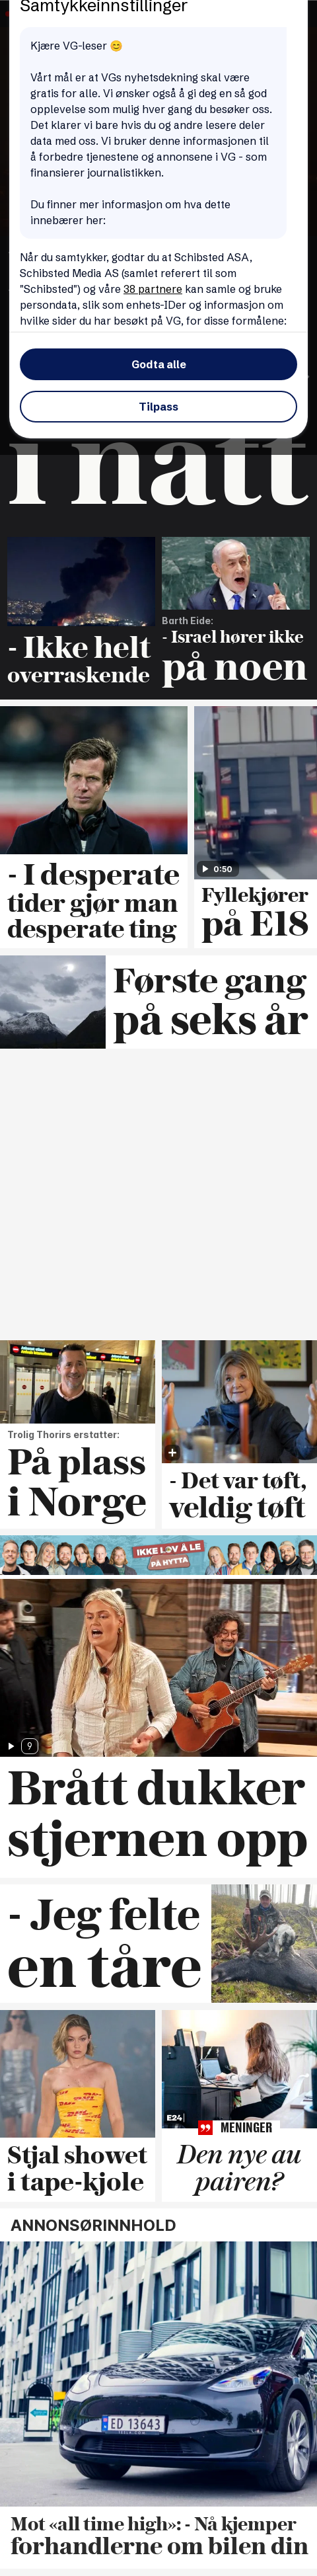 Samtykkeinnstillinger
Kjære VG-leser 😊
Vårt mål er at VGs nyhetsdekning skal være
gratis for alle. Vi ønsker også å gi deg en så god
opplevelse som mulig hver gang du besøker oss.
Det klarer vi bare hvis du og andre lesere deler
data med oss. Vi bruker denne informasjonen til
å forbedre tjenestene og annonsene i VG - som
finansierer journalistikken.
Du finner mer informasjon om hva dette
innebærer her:
Når du samtykker, godtar du at Schibsted ASA,
Schibsted Media AS (samlet referert til som
"Schibsted") og våre 38 partnere kan samle og bruke
persondata, slik som enhets-IDer og informasjon om
hvilke sider du har besøkt på VG, for disse formålene:
Godta alle
Tilpass
i natt
- Ikke helt
overraskende
Barth Eide:
- Israel hører ikke
på noen
- I desperate
tider gjør man
desperate ting
0:50
Fyllekjører
på E18
Første gang
på seks år
Trolig Thorirs erstatter:
På plass
i Norge
- Det var tøft,
veldig tøft
IKKE LOV Å LE
PÅ HYTTA
9
Brått dukker
stjernen opp
- Jeg felte
en tåre
Stjal showet
i tape-kjole
E24
MENINGER
Den nye au
pairen?
ANNONSØRINNHOLD
ED 13643
Mot «all time high»: - Nå kjemper
forhandlerne om bilen din